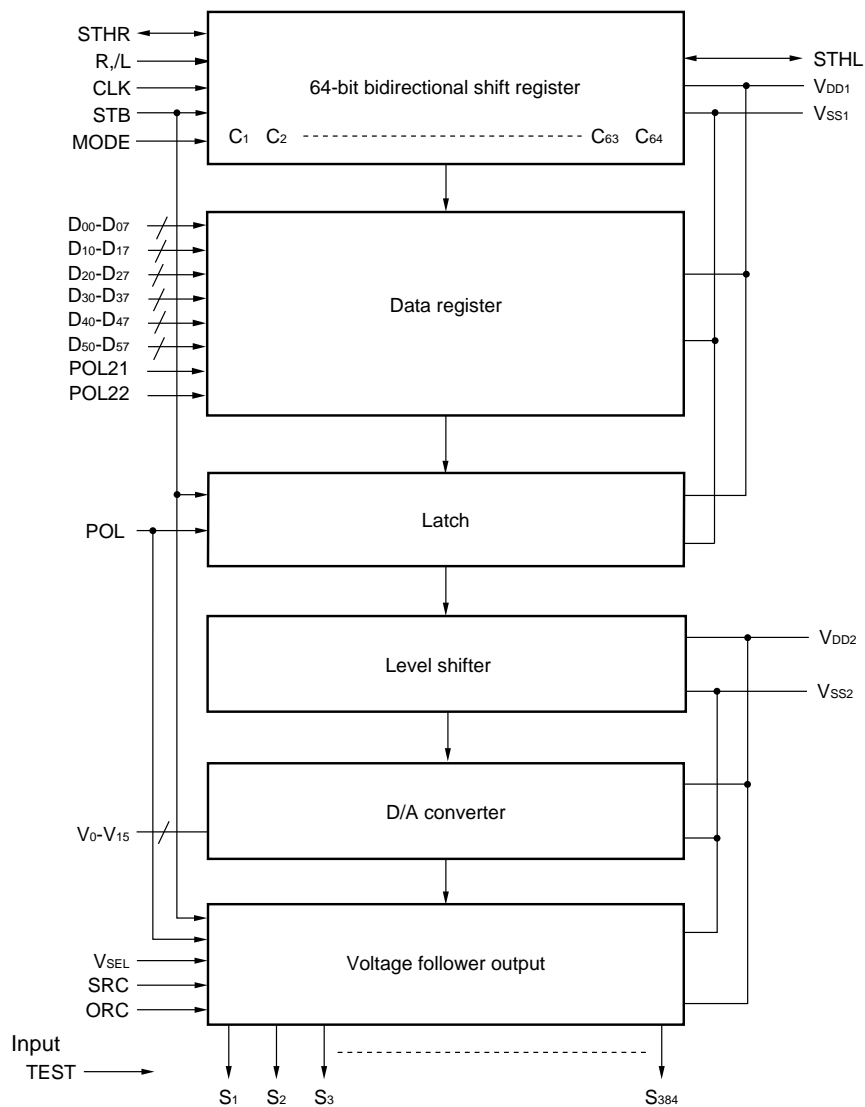 STHR
R,/L
CLK
STB
MODE
64-bit bidirectional shift register
C1 C2 C63 C64
STHL
VDD1
VSS1
D00-D07
D10-D17
D20-D27
D30-D37
D40-D47
D50-D57
POL21
POL22
Data register
POL
Latch
Level shifter
VDD2
VSS2
V0-V15
D/A converter
VSEL
SRC
ORC
Voltage follower output
Input
TEST
S1 S2 S3 S384